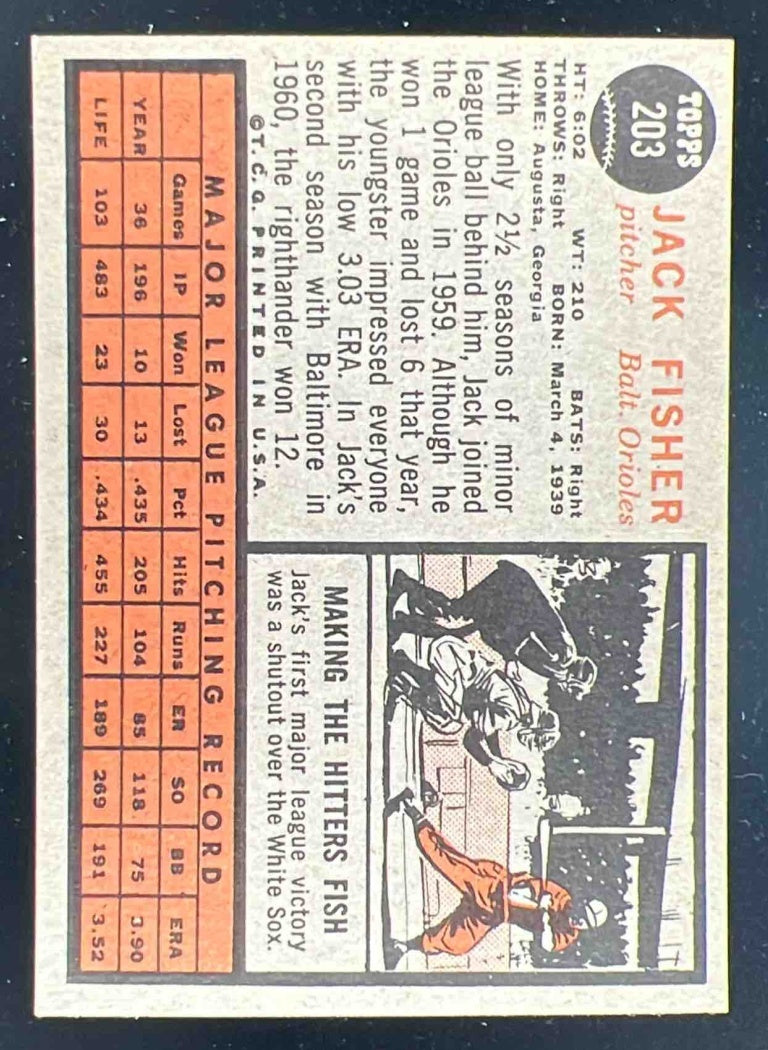 TOPPS
203
JACK FISHER
pitcher Balt. Orioles
HT: 6:02 WT: 210 BATS: Right
THROWS: Right BORN: March 4, 1939
HOME: Augusta, Georgia
With only 2½ seasons of minor
league ball behind him, Jack joined
the Orioles in 1959. Although he
won 1 game and lost 6 that year,
the youngster impressed everyone
with his low 3.03 ERA. In Jack's
second season with Baltimore in
1960, the righthander won 12.
©T.C.G. PRINTED IN U.S.A.
MAKING THE HITTERS FISH
Jack's first major league victory
was a shutout over the White Sox.
MAJOR LEAGUE PITCHING RECORD
Games IP Won Lost Pct Hits Runs ER SO BB ERA
YEAR 36 196 10 13 .435 205 104 85 118 75 3.90
LIFE 103 483 23 30 .434 455 227 189 269 191 3.52